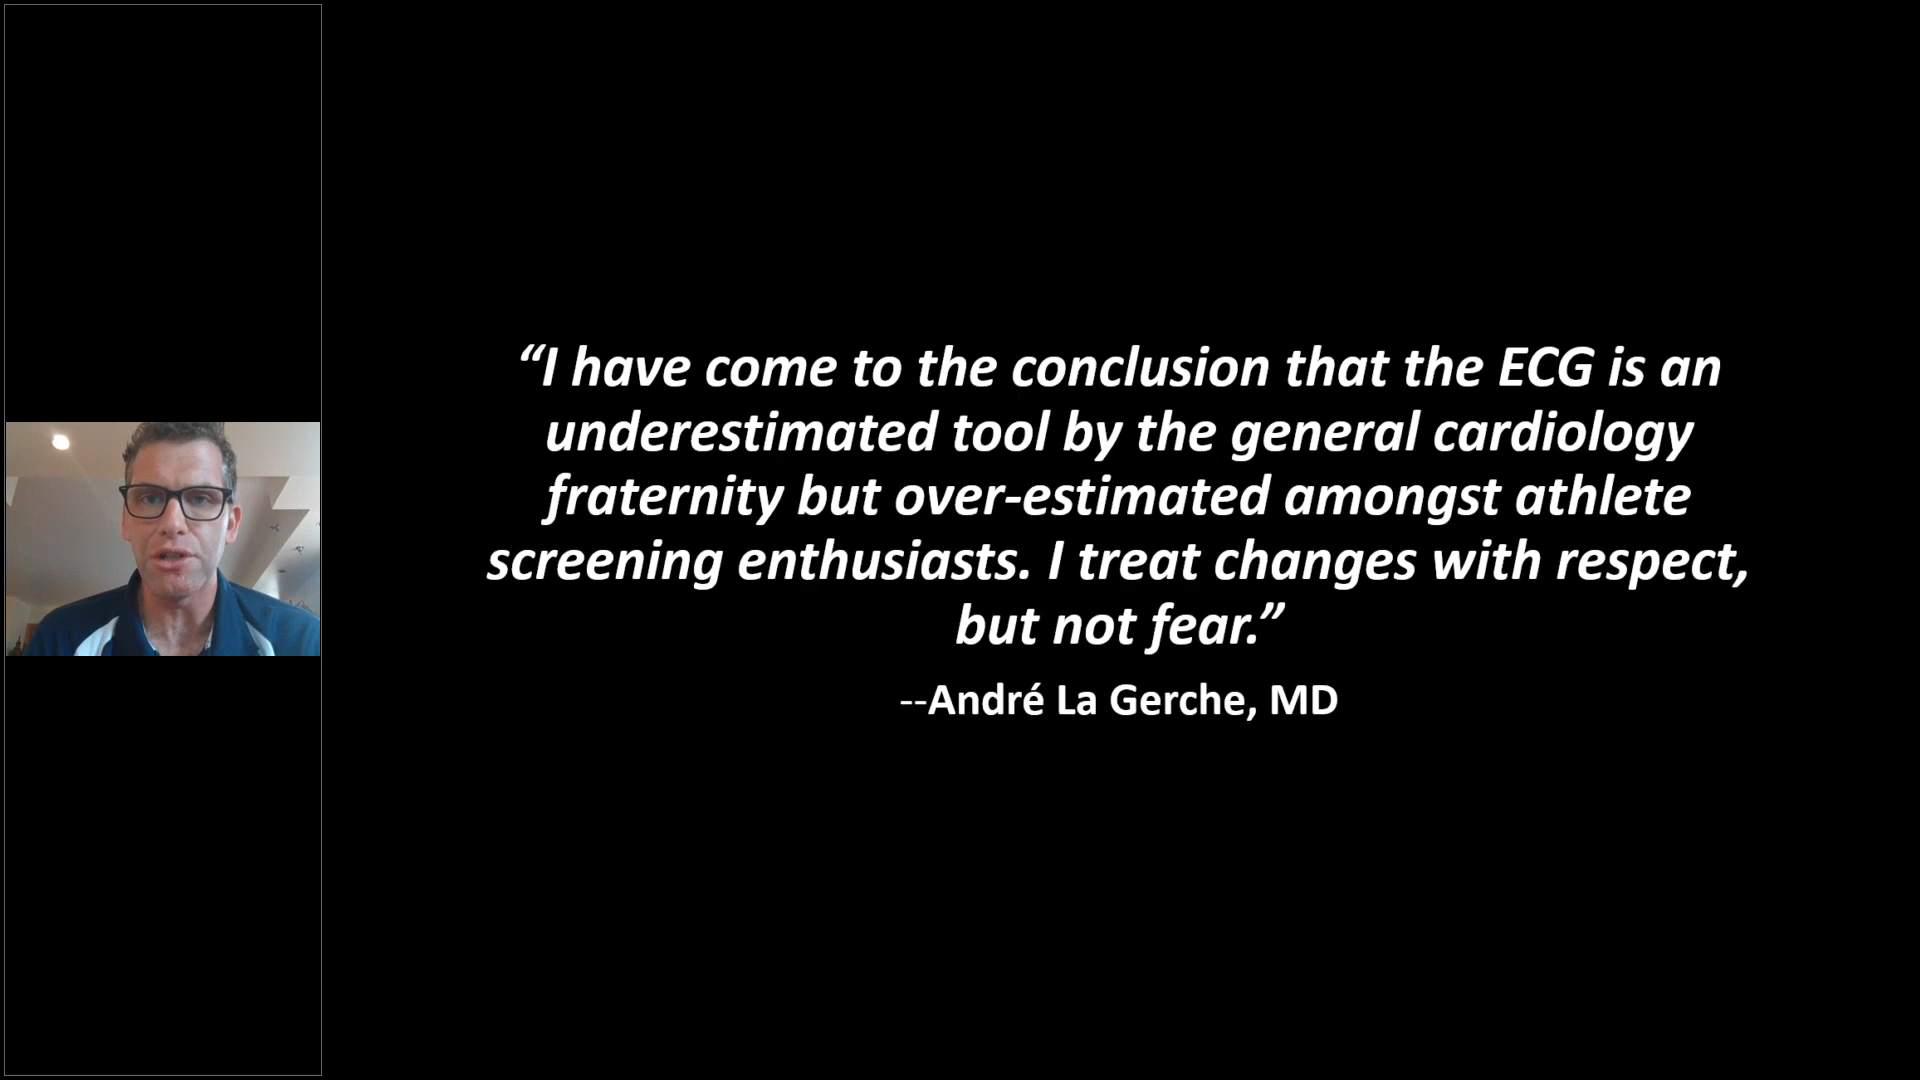 “I have come to the conclusion that the ECG is an
underestimated tool by the general cardiology
fraternity but over-estimated amongst athlete
screening enthusiasts. I treat changes with respect,
but not fear.”
--André La Gerche, MD